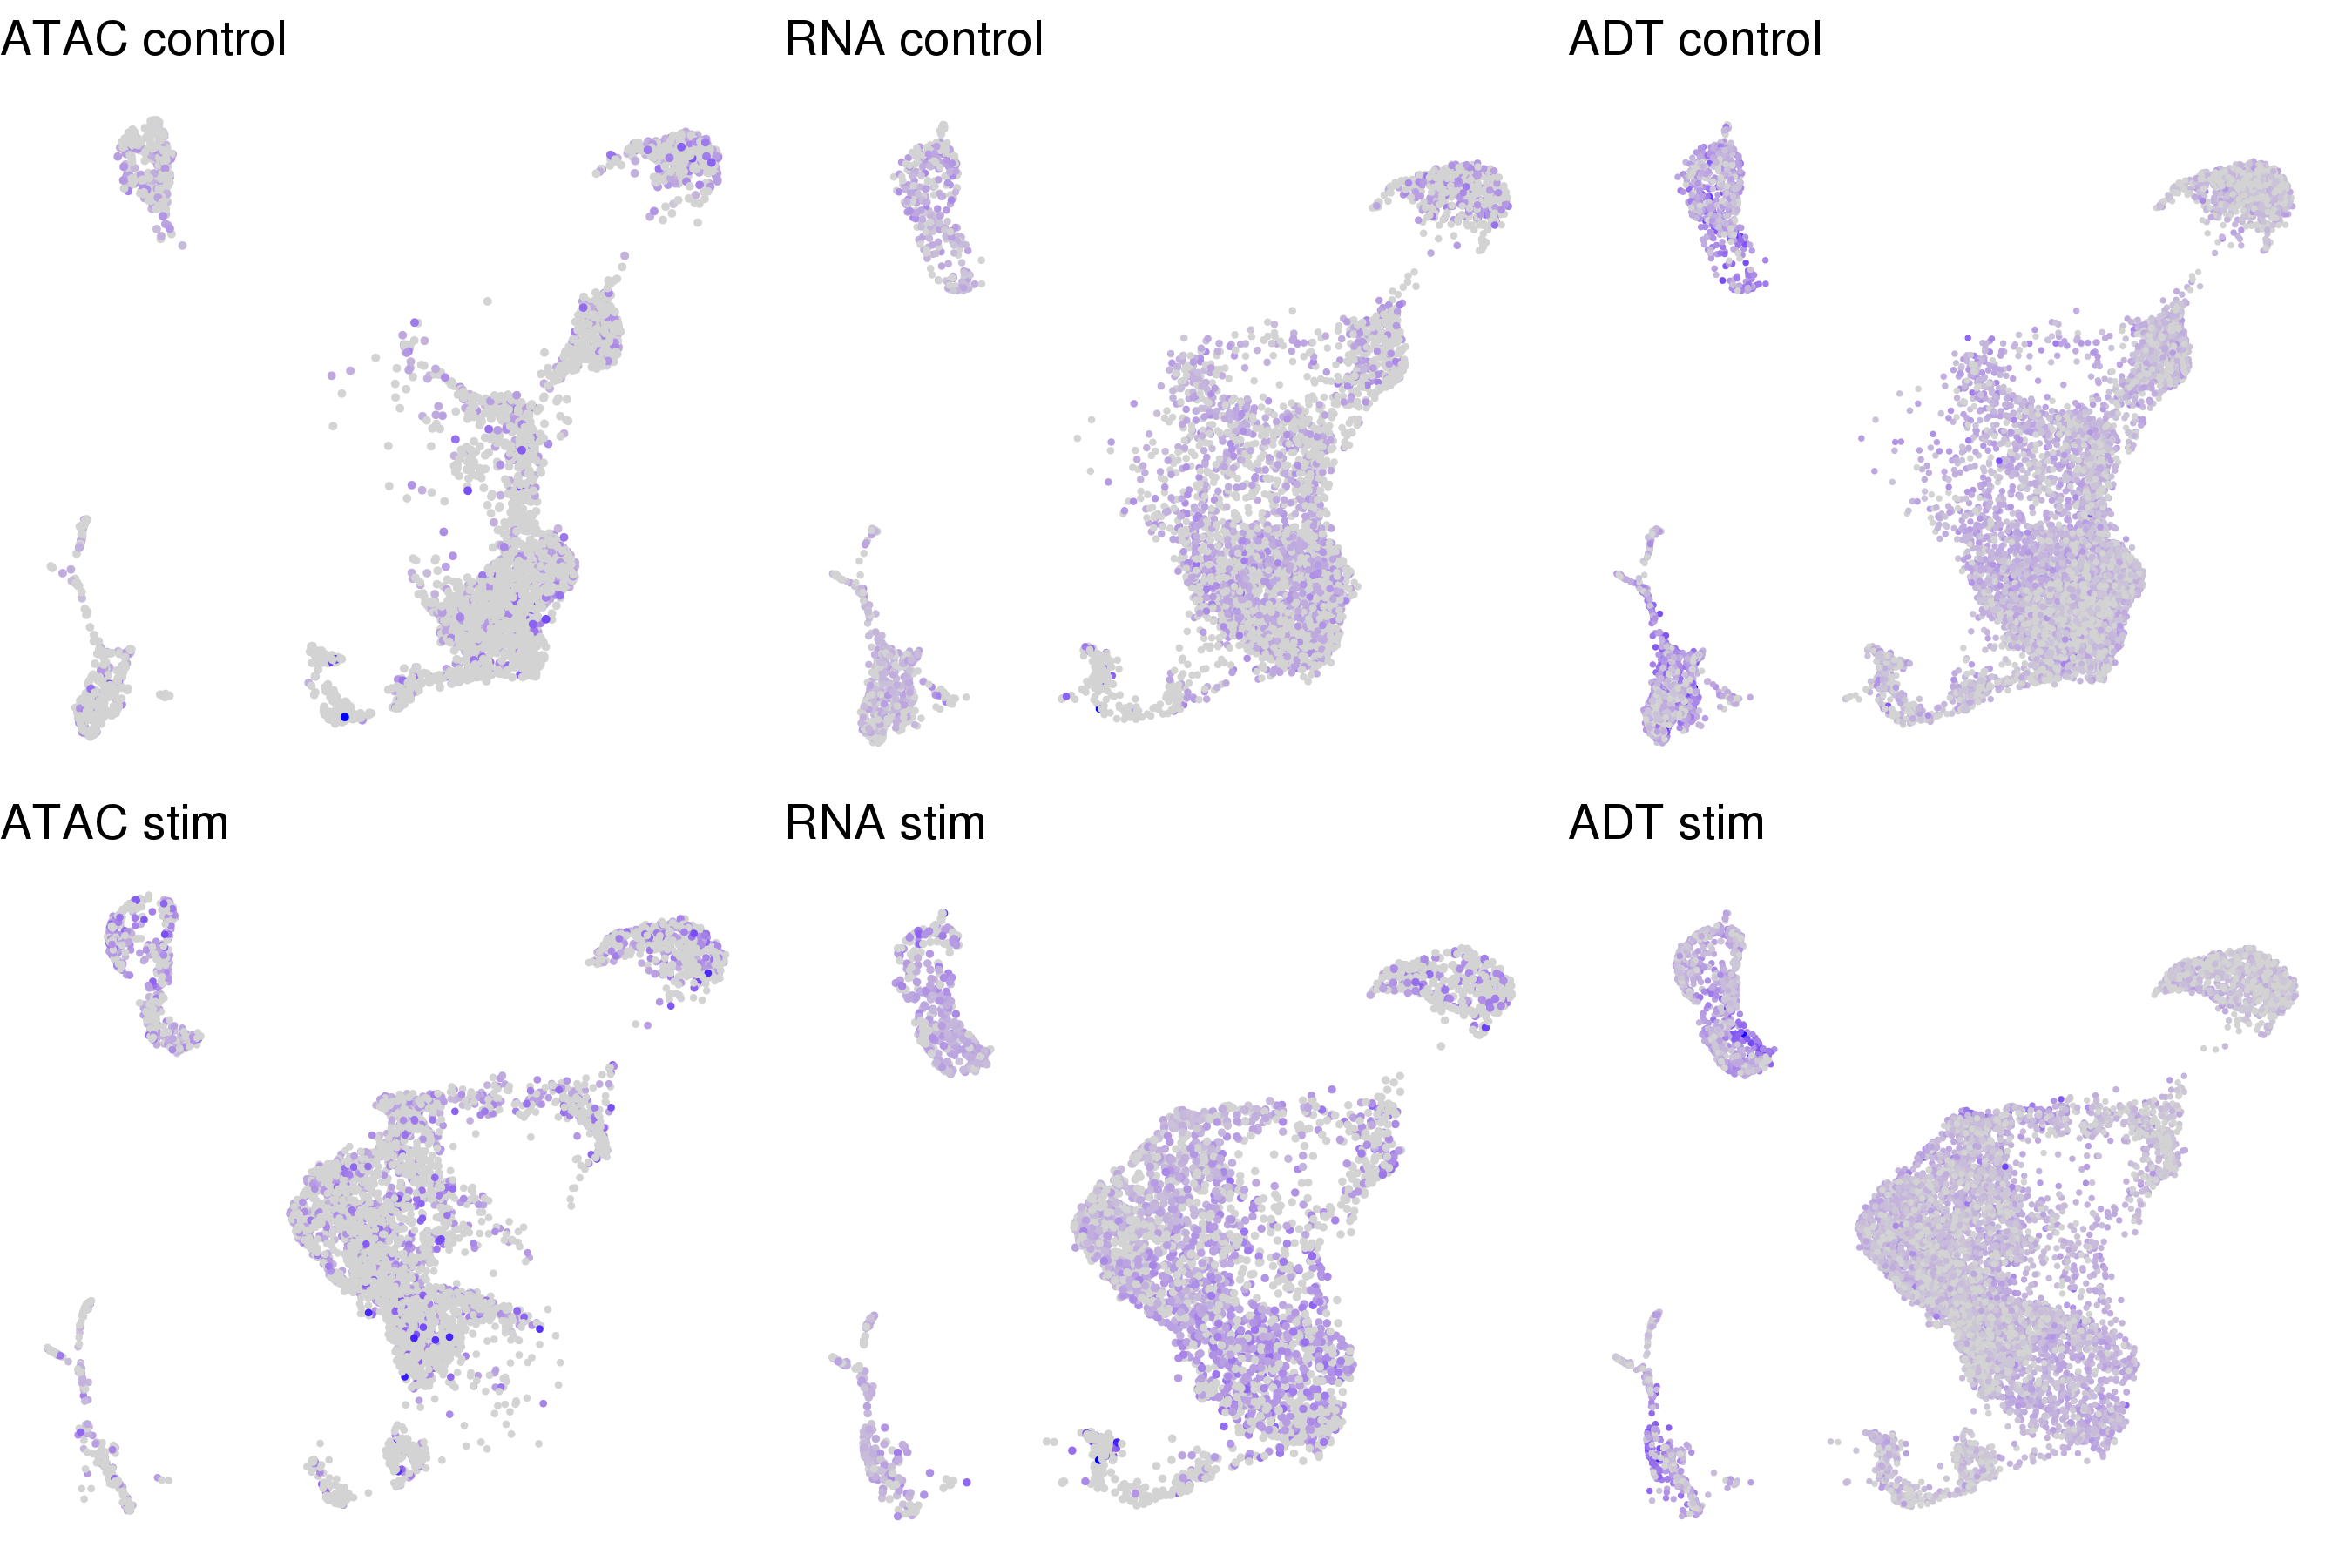 ATAC control
RNA control
ADT control
ATAC stim
RNA stim
ADT stim